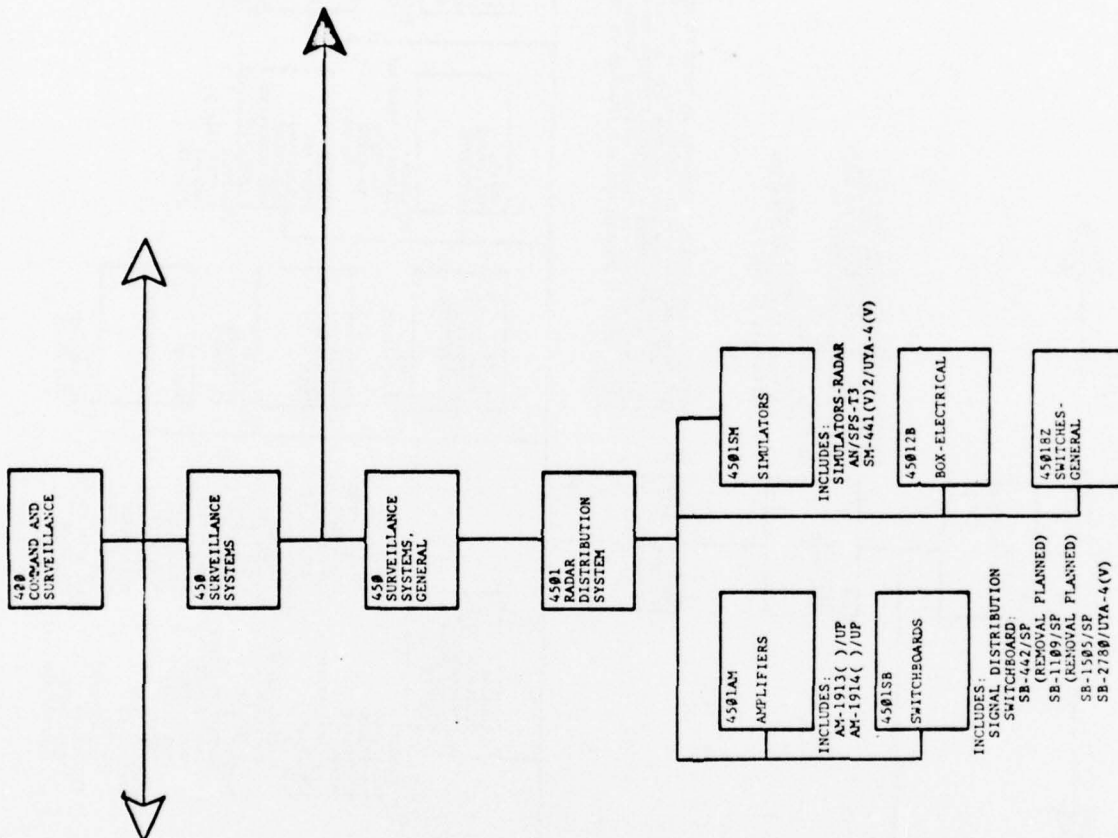 400
COMMAND AND
SURVEILLANCE
450
SURVEILLANCE
SYSTEMS
450
SURVEILLANCE
SYSTEMS,
GENERAL
4501
RADAR
DISTRIBUTION
SYSTEM
4501AM
AMPLIFIERS
INCLUDES:
AM-1913( )/UP
AM-1914( )/UP
4501SB
SWITCHBOARDS
INCLUDES:
SIGNAL DISTRIBUTION
SWITCHBOARD:
SB-442/SP
(REMOVAL PLANNED)
SB-1109/SP
(REMOVAL PLANNED)
SB-1505/SP
SB-2780/UYA-4(V)
4501SM
SIMULATORS
INCLUDES:
SIMULATORS-RADAR
AN/SPS-T3
SM-441(V)2/UYA-4(V)
45012B
BOX-ELECTRICAL
45018Z
SWITCHES-
GENERAL